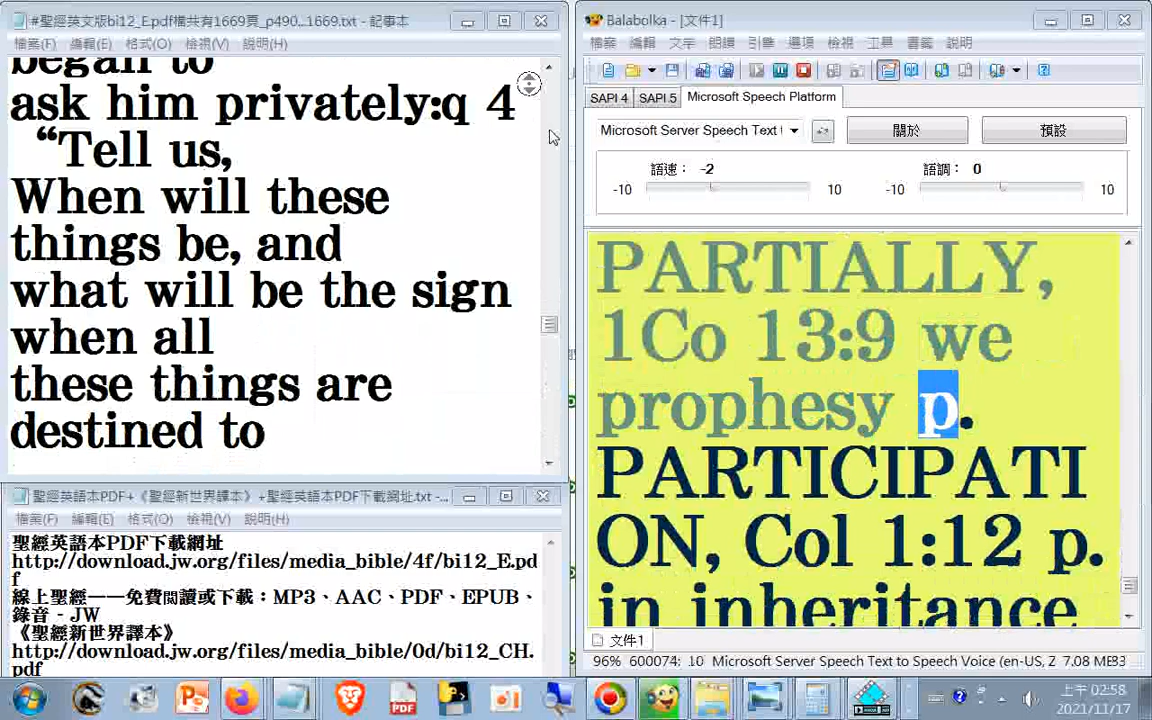 #聖經英文版bi12_E.pdf橫共有1669頁_p490,..1669.txt - 記事本
檔案(F) 編輯(E) 格式(O) 檢視(V) 說明(H)
began to
ask him privately:q 4
“Tell us,
When will these
things be, and
what will be the sign
when all
these things are
destined to
聖經英語本PDF+《聖經新世界譯本》+聖經英語本PDF下載網址.txt -...
檔案(F) 編輯(E) 格式(O) 檢視(V) 說明(H)
聖經英語本PDF下載網址
http://download.jw.org/files/media_bible/4f/bi12_E.pd
f
線上聖經——免費閱讀或下載：MP3、AAC、PDF、EPUB、
錄音 - JW
《聖經新世界譯本》
http://download.jw.org/files/media_bible/0d/bi12_CH.
pdf
Balabolka - [文件1]
檔案 編輯 文字 朗讀 引擎 選項 檢視 工具 書籤 說明
SAPI 4 SAPI 5 Microsoft Speech Platform
Microsoft Server Speech Text 關於 預設
語速： -2 語調： 0
-10 10 -10 10
PARTIALLY,
1Co 13:9 we
prophesy p.
PARTICIPATI
ON, Col 1:12 p.
in inheritance
文件1
96% 600074: 10 Microsoft Server Speech Text to Speech Voice (en-US, Z 7.08 MB
上午 02:58
2021/11/17